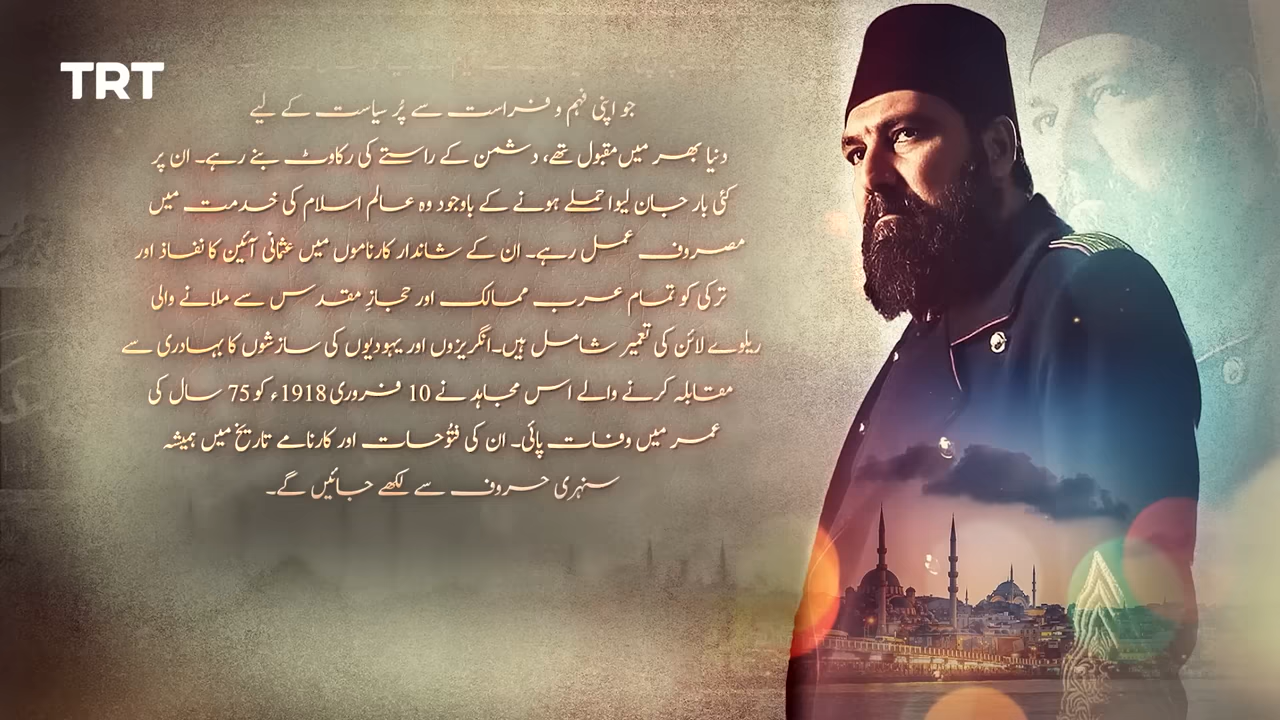 TRT
جو اپنی فہم و فراست سے پُر سیاست کے لیے
دنیا بھر میں مقبول تھے، دشمن کے راستے کی رکاوٹ بنے رہے۔ ان پر
کئی بار جان لیوا حملے ہونے کے باوجود وہ عالم اسلام کی خدمت میں
مصروف عمل رہے۔ ان کے شاندار کارناموں میں عثمانی آئین کا نفاذ اور
ترکی کو تمام عرب ممالک اور حجازِ مقدس سے ملانے والی
ریلوے لائن کی تعمیر شامل ہیں۔انگریزوں اور یہودیوں کی سازشوں کا بہادری سے
مقابلہ کرنے والے اس مجاہد نے 10 فروری 1918ء کو 75 سال کی
عمر میں وفات پائی۔ ان کی فتُوحات اور کارنامے تاریخ میں ہمیشہ
سنہری حروف سے لکھے جائیں گے۔